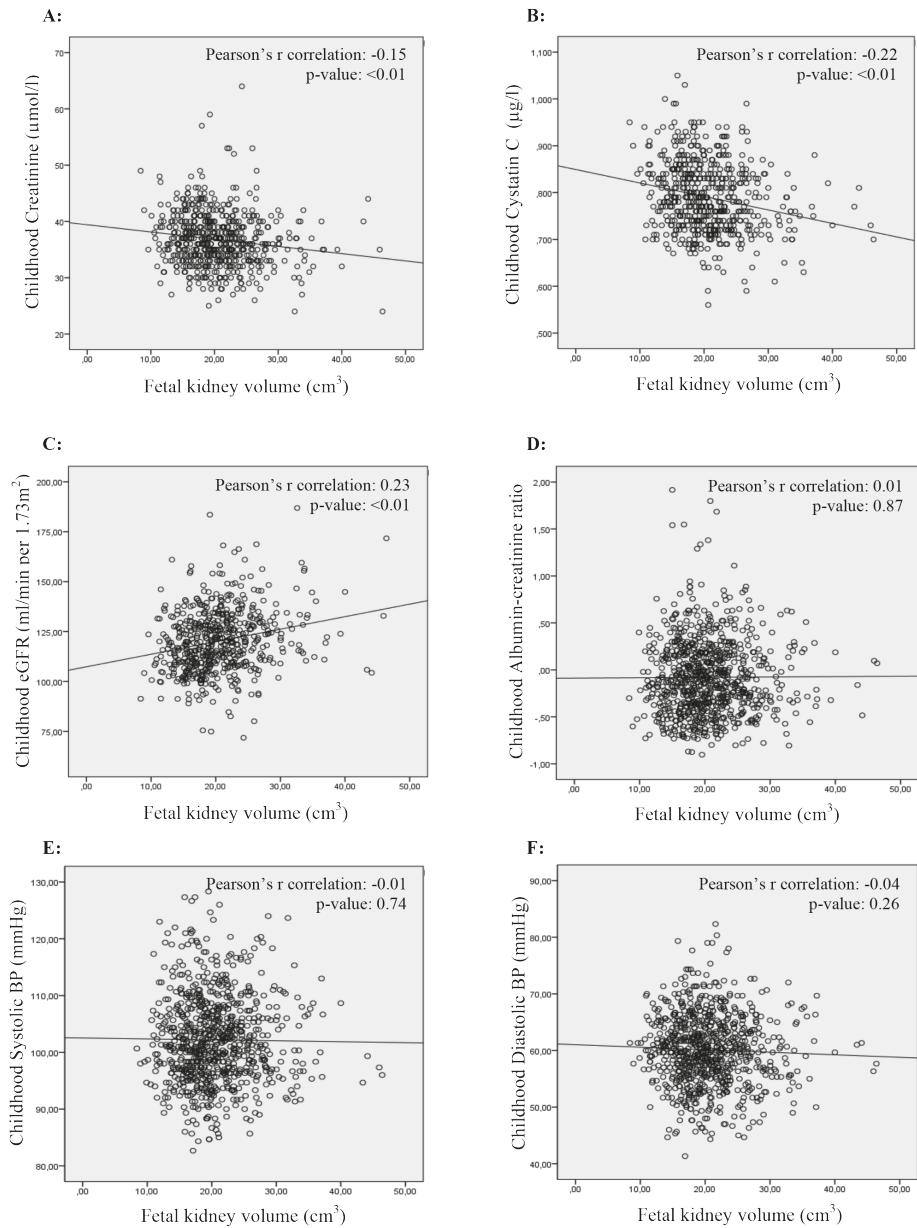 A:
Pearson's r correlation: -0.15
p-value: <0.01
Childhood Creatinine (µmol/l)
70
60
50
40
30
20
,00 10,00 20,00 30,00 40,00 50,00
Fetal kidney volume (cm³)
B:
Pearson's r correlation: -0.22
p-value: <0.01
Childhood Cystatin C (µg/l)
1,100
1,000
,900
,800
,700
,600
,500
,00 10,00 20,00 30,00 40,00 50,00
Fetal kidney volume (cm³)
C:
Pearson's r correlation: 0.23
p-value: <0.01
Childhood eGFR (ml/min per 1.73m²)
200,00
175,00
150,00
125,00
100,00
75,00
,00 10,00 20,00 30,00 40,00 50,00
Fetal kidney volume (cm³)
D:
Pearson's r correlation: 0.01
p-value: 0.87
Childhood Albumin-creatinine ratio
2,00
1,50
1,00
,50
,00
-,50
-1,00
,00 10,00 20,00 30,00 40,00 50,00
Fetal kidney volume (cm³)
E:
Pearson's r correlation: -0.01
p-value: 0.74
Childhood Systolic BP (mmHg)
130,00
120,00
110,00
100,00
90,00
80,00
,00 10,00 20,00 30,00 40,00 50,00
Fetal kidney volume (cm³)
F:
Pearson's r correlation: -0.04
p-value: 0.26
Childhood Diastolic BP (mmHg)
90,00
80,00
70,00
60,00
50,00
40,00
,00 10,00 20,00 30,00 40,00 50,00
Fetal kidney volume (cm³)